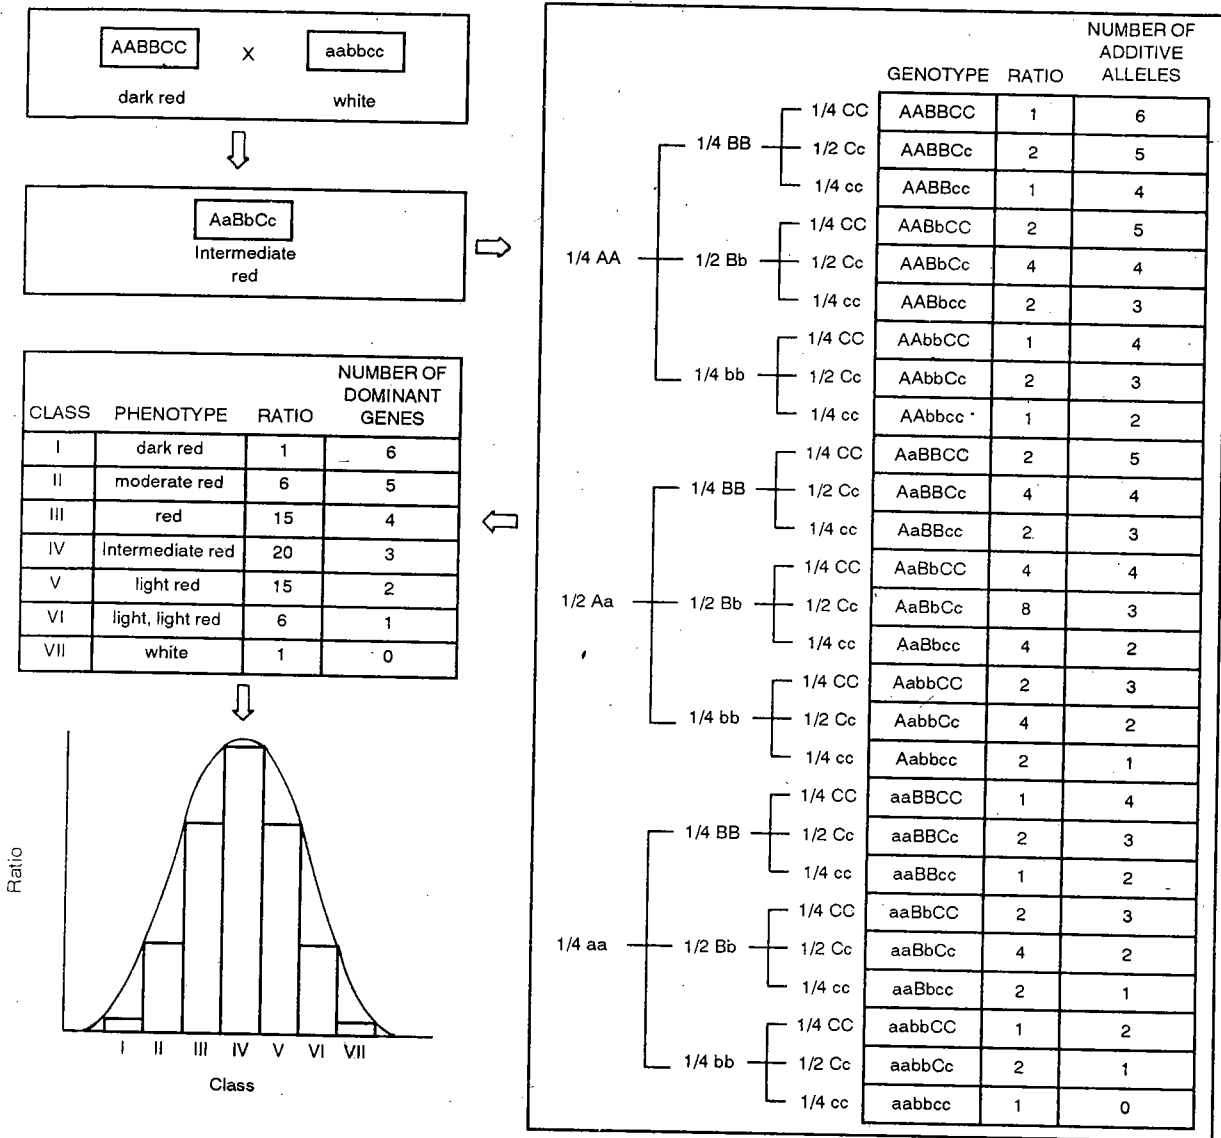 AABBCC X aabbcc
dark red white
AaBbCc
Intermediate
red
CLASS PHENOTYPE RATIO NUMBER OF DOMINANT GENES
I dark red 1 6
II moderate red 6 5
III red 15 4
IV Intermediate red 20 3
V light red 15 2
VI light, light red 6 1
VII white 1 0
Ratio
I II III IV V VI VII
Class
GENOTYPE RATIO NUMBER OF ADDITIVE ALLELES
1/4 CC AABBCC 1 6
1/4 BB 1/2 Cc AABBCc 2 5
1/4 cc AABBcc 1 4
1/4 CC AABbCC 2 5
1/4 AA 1/2 Bb 1/2 Cc AABbCc 4 4
1/4 cc AABbcc 2 3
1/4 CC AAbbCC 1 4
1/4 bb 1/2 Cc AAbbCc 2 3
1/4 cc AAbbcc 1 2
1/4 CC AaBBCC 2 5
1/4 BB 1/2 Cc AaBBCc 4 4
1/4 cc AaBBcc 2 3
1/4 CC AaBbCC 4 4
1/2 Aa 1/2 Bb 1/2 Cc AaBbCc 8 3
1/4 cc AaBbcc 4 2
1/4 CC AabbCC 2 3
1/4 bb 1/2 Cc AabbCc 4 2
1/4 cc Aabbcc 2 1
1/4 CC aaBBCC 1 4
1/4 BB 1/2 Cc aaBBCc 2 3
1/4 cc aaBBcc 1 2
1/4 CC aaBbCC 2 3
1/4 aa 1/2 Bb 1/2 Cc aaBbCc 4 2
1/4 cc aaBbcc 2 1
1/4 CC aabbCC 1 2
1/4 bb 1/2 Cc aabbCc 2 1
1/4 cc aabbcc 1 0